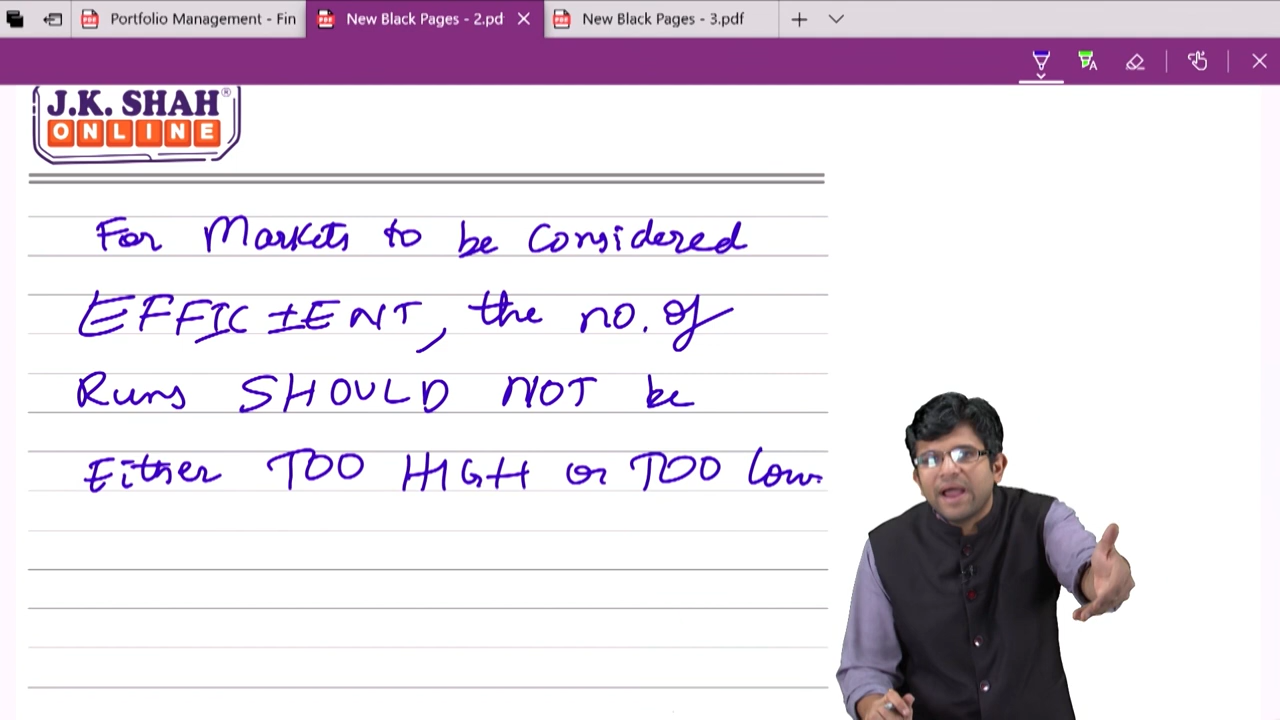 Portfolio Management - Fin
New Black Pages - 2.pd
New Black Pages - 3.pdf
J.K. SHAH®
ONLINE
For Markets to be Considered
EFFICIENT, the no. of
Runs SHOULD NOT be
Either TOO HIGH or TOO Low.